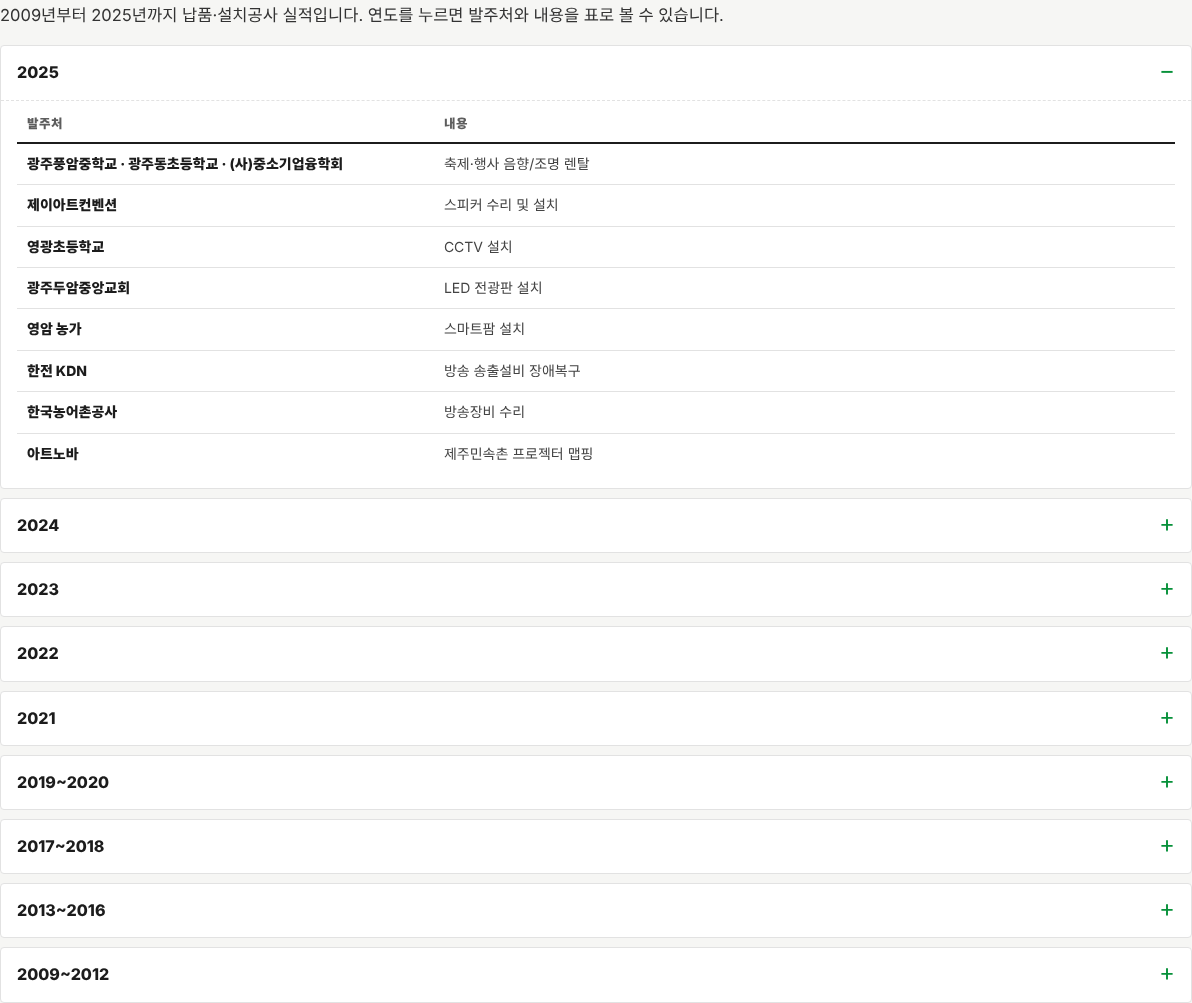 2009년부터 2025년까지 납품·설치공사 실적입니다. 연도를 누르면 발주처와 내용을 표로 볼 수 있습니다.
2025 −
발주처 내용
광주풍암중학교 · 광주동초등학교 · (사)중소기업융학회 축제·행사 음향/조명 렌탈
제이아트컨벤션 스피커 수리 및 설치
영광초등학교 CCTV 설치
광주두암중앙교회 LED 전광판 설치
영암 농가 스마트팜 설치
한전 KDN 방송 송출설비 장애복구
한국농어촌공사 방송장비 수리
아트노바 제주민속촌 프로젝터 맵핑
2024 +
2023 +
2022 +
2021 +
2019~2020 +
2017~2018 +
2013~2016 +
2009~2012 +